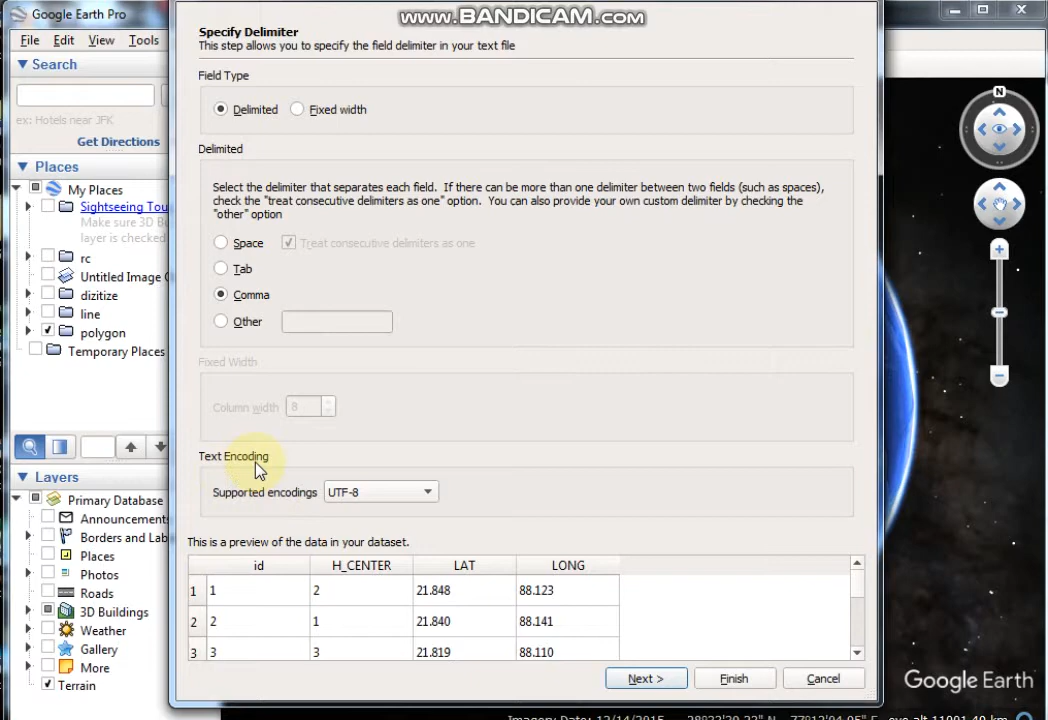 Google Earth Pro
www.BANDICAM.com
File Edit View Tools
Search
ex: Hotels near JFK
Get Directions
Places
My Places
Sightseeing Tou
Make sure 3D B
layer is checked
rc
Untitled Image O
dizitize
line
polygon
Temporary Places
Layers
Primary Database
Announcement
Borders and Lab
Places
Photos
Roads
3D Buildings
Weather
Gallery
More
Terrain
Specify Delimiter
This step allows you to specify the field delimiter in your text file
Field Type
Delimited Fixed width
Delimited
Select the delimiter that separates each field. If there can be more than one delimiter between two fields (such as spaces),
check the "treat consecutive delimiters as one" option. You can also provide your own custom delimiter by checking the
"other" option
Space Treat consecutive delimiters as one
Tab
Comma
Other
Fixed Width
Column width 8
Text Encoding
Supported encodings UTF-8
This is a preview of the data in your dataset.
id H_CENTER LAT LONG
1 1 2 21.848 88.123
2 2 1 21.840 88.141
3 3 3 21.819 88.110
Next > Finish Cancel
N
Google Earth